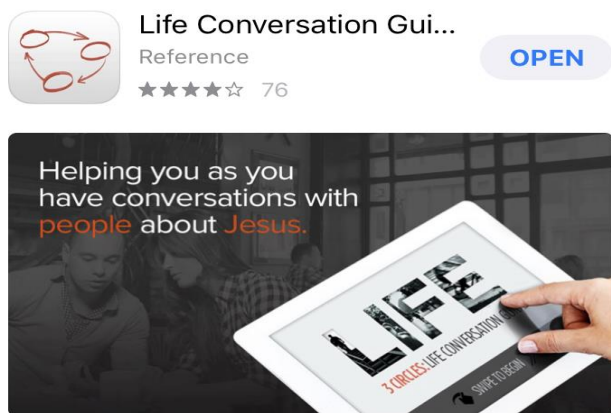 Life Conversation Gui...
Reference
OPEN
76
Helping you as you
have conversations with
people about Jesus.
LIFE
3 CIRCLES: LIFE CONVERSATION
SWIPE TO BEGIN